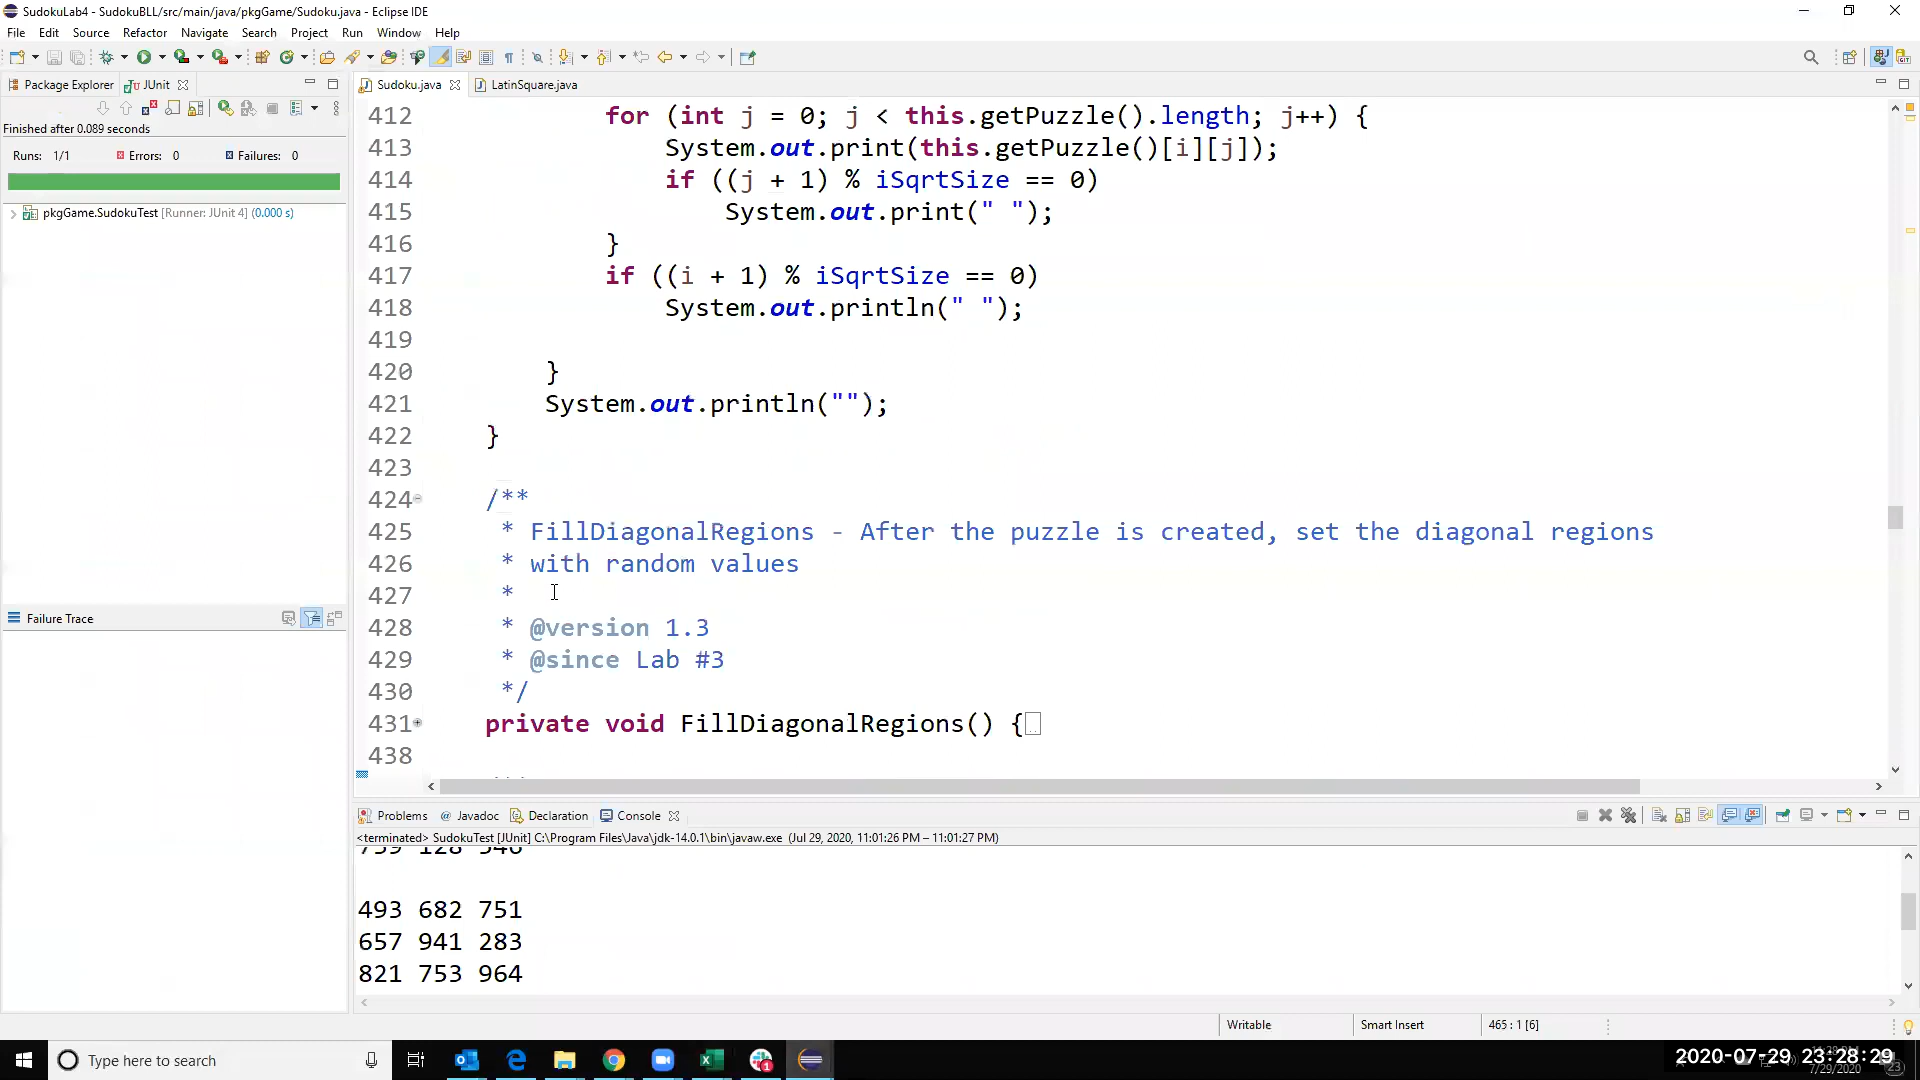 SudokuLab4 - SudokuBLL/src/main/java/pkgGame/Sudoku.java - Eclipse IDE
File Edit Source Refactor Navigate Search Project Run Window Help
Package Explorer JUnit
Finished after 0.089 seconds
Runs: 1/1 Errors: 0 Failures: 0
pkgGame.SudokuTest [Runner: JUnit 4] (0.000 s)
Failure Trace
Sudoku.java LatinSquare.java
412 for (int j = 0; j < this.getPuzzle().length; j++) {
413 System.out.print(this.getPuzzle()[i][j]);
414 if ((j + 1) % iSqrtSize == 0)
415 System.out.print(" ");
416 }
417 if ((i + 1) % iSqrtSize == 0)
418 System.out.println(" ");
419
420 }
421 System.out.println("");
422 }
423
424 /**
425 * FillDiagonalRegions - After the puzzle is created, set the diagonal regions
426 * with random values
427 *
428 * @version 1.3
429 * @since Lab #3
430 */
431 private void FillDiagonalRegions() {
438
Problems @ Javadoc Declaration Console
<terminated> SudokuTest [JUnit] C:\Program Files\Java\jdk-14.0.1\bin\javaw.exe (Jul 29, 2020, 11:01:26 PM – 11:01:27 PM)
759 128 346
493 682 751
657 941 283
821 753 964
Writable Smart Insert 465 : 1 [6]
Type here to search
2020-07-29 23:28:29
7/29/2020
23